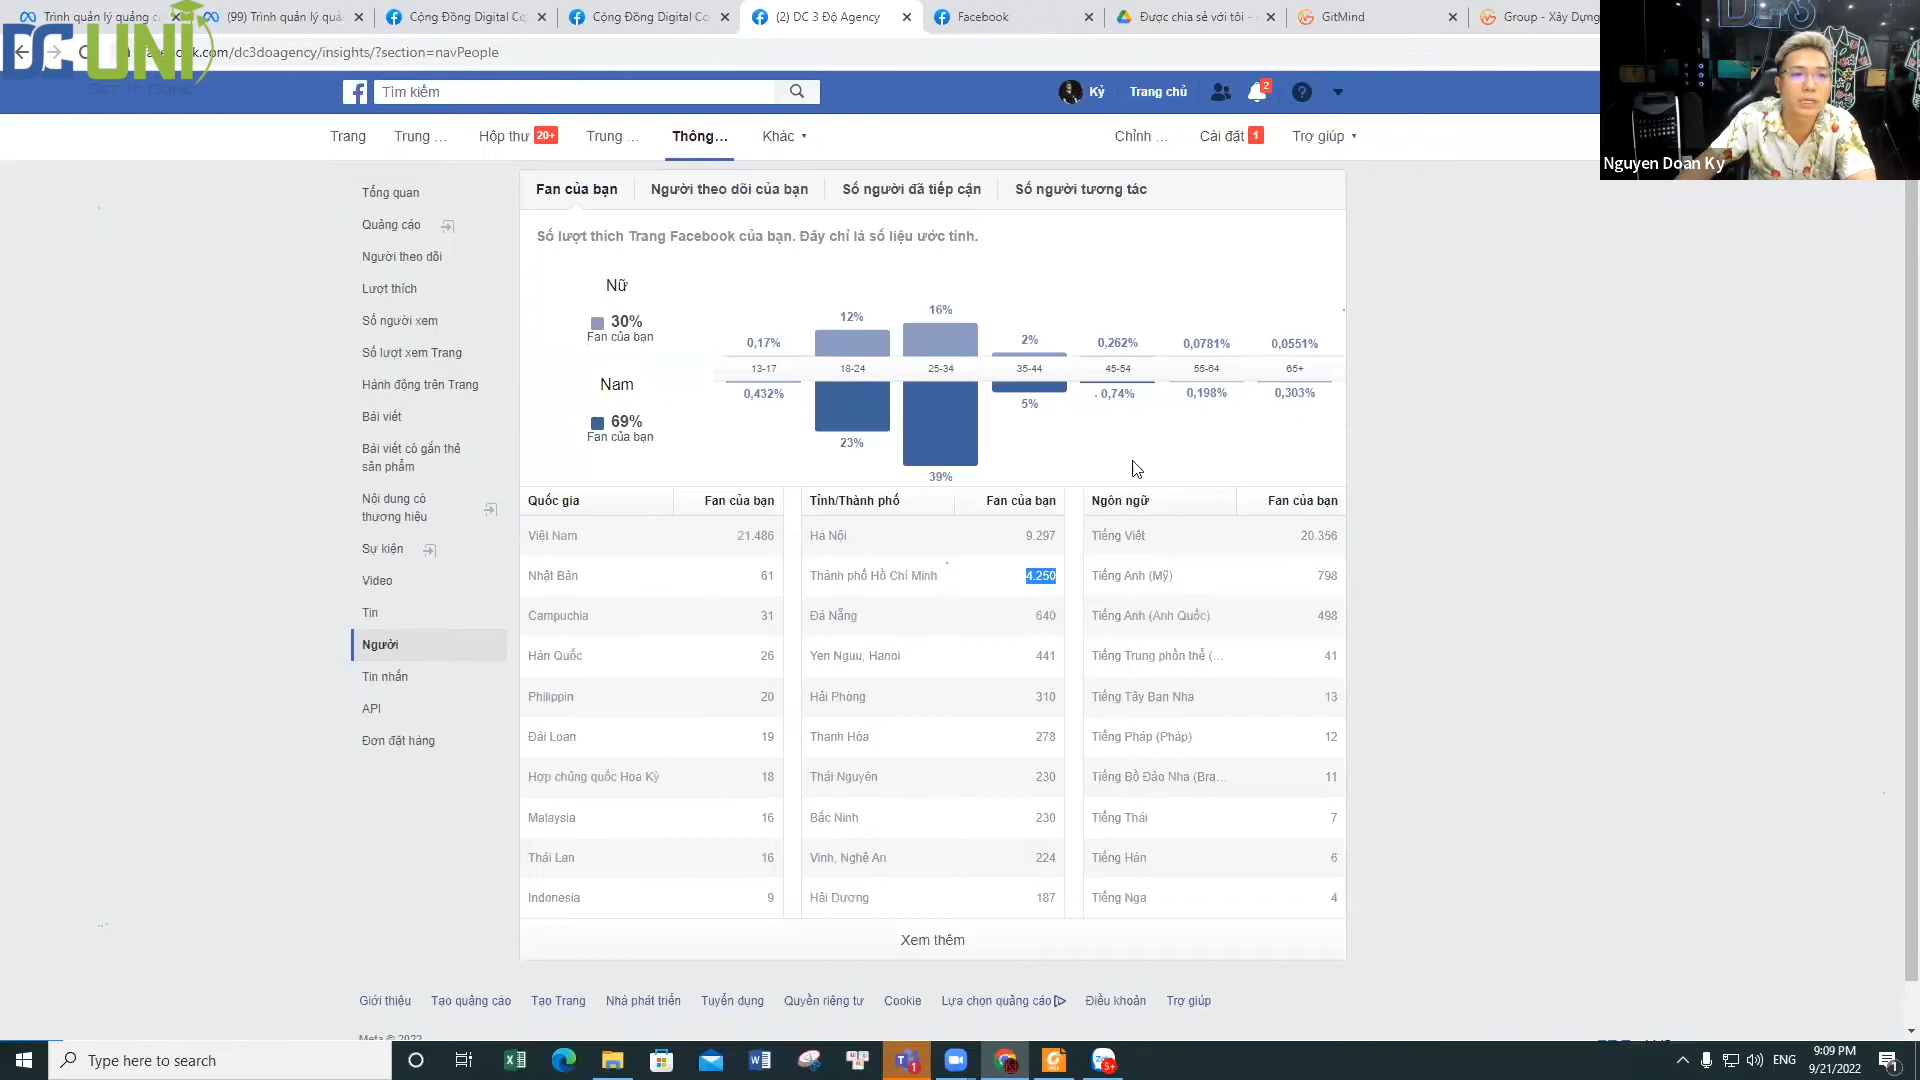 Trình quản lý quảng c
(99) Trình quản lý quả
Cộng Đồng Digital Co
Cộng Đồng Digital Co
(2) DC 3 Độ Agency
Facebook
Được chia sẻ với tôi -
GitMind
Group - Xây Dựng
DC UNI
GET IT DONE
k.com/dc3doagency/insights/?section=navPeople
Nguyen Doan Ky
Tìm kiếm
Kỷ
Trang chủ
2
Trang
Trung ...
Hộp thư 20+
Trung ...
Thông...
Khác
Chỉnh ...
Cài đặt 1
Trợ giúp
Tổng quan
Quảng cáo
Người theo dõi
Lượt thích
Số người xem
Số lượt xem Trang
Hành động trên Trang
Bài viết
Bài viết có gắn thẻ
sản phẩm
Nội dung có
thương hiệu
Sự kiện
Video
Tin
Người
Tin nhắn
API
Đơn đặt hàng
Fan của bạn
Người theo dõi của bạn
Số người đã tiếp cận
Số người tương tác
Số lượt thích Trang Facebook của bạn. Đây chỉ là số liệu ước tính.
Nữ
30%
Fan của bạn
Nam
69%
Fan của bạn
0,17% 12% 16% 2% 0,262% 0,0781% 0,0551%
13-17 18-24 25-34 35-44 45-54 55-64 65+
0,432% 23% 39% 5% 0,74% 0,198% 0,303%
Quốc gia Fan của bạn Tỉnh/Thành phố Fan của bạn Ngôn ngữ Fan của bạn
Việt Nam 21.486 Hà Nội 9.297 Tiếng Việt 20.356
Nhật Bản 61 Thành phố Hồ Chí Minh 4.250 Tiếng Anh (Mỹ) 798
Campuchia 31 Đà Nẵng 640 Tiếng Anh (Anh Quốc) 498
Hàn Quốc 26 Yen Nguu, Hanoi 441 Tiếng Trung phồn thể (... 41
Philippin 20 Hải Phòng 310 Tiếng Tây Ban Nha 13
Đài Loan 19 Thanh Hóa 278 Tiếng Pháp (Pháp) 12
Hợp chủng quốc Hoa Kỳ 18 Thái Nguyên 230 Tiếng Bồ Đào Nha (Bra... 11
Malaysia 16 Bắc Ninh 230 Tiếng Thái 7
Thái Lan 16 Vinh, Nghệ An 224 Tiếng Hàn 6
Indonesia 9 Hải Dương 187 Tiếng Nga 4
Xem thêm
Giới thiệu Tạo quảng cáo Tạo Trang Nhà phát triển Tuyển dụng Quyền riêng tư Cookie Lựa chọn quảng cáo Điều khoản Trợ giúp
Meta © 2022
Type here to search
ENG
9:09 PM
9/21/2022